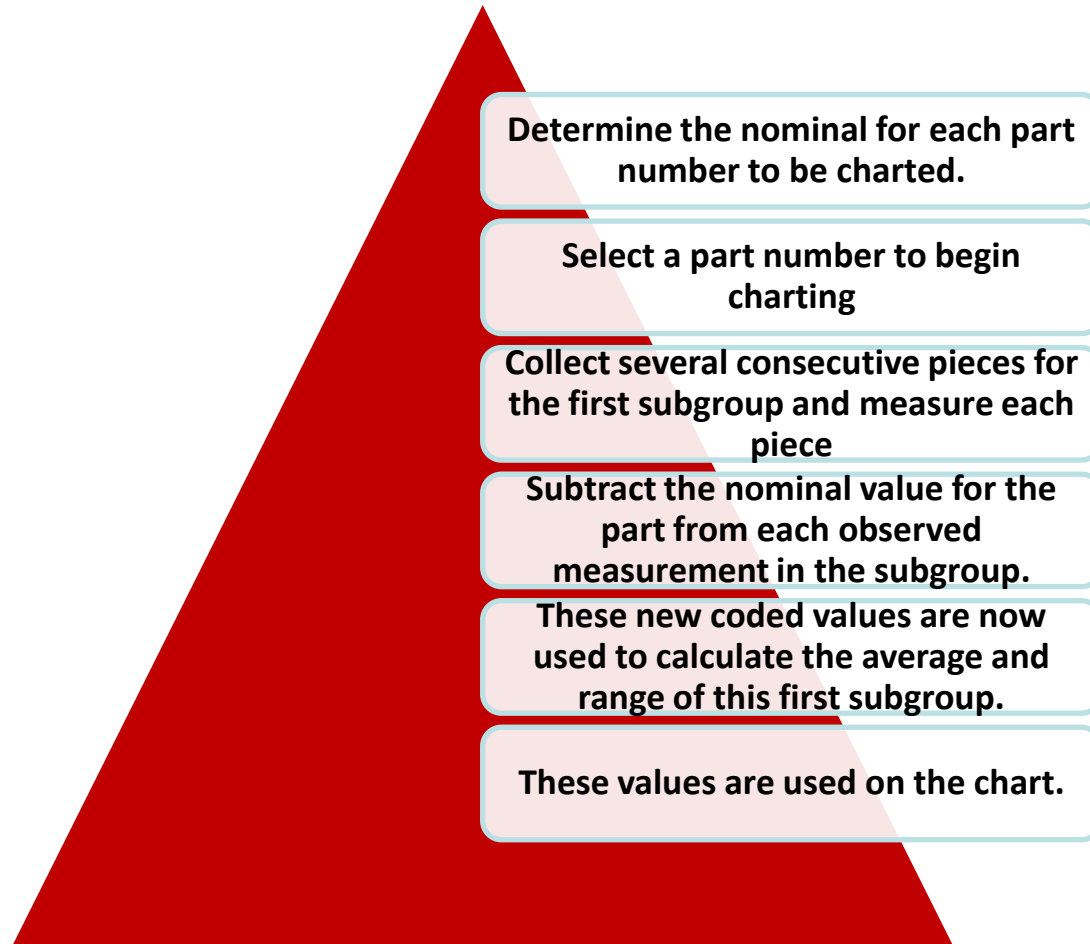 Determine the nominal for each part
number to be charted.
Select a part number to begin
charting
Collect several consecutive pieces for
the first subgroup and measure each
piece
Subtract the nominal value for the
part from each observed
measurement in the subgroup.
These new coded values are now
used to calculate the average and
range of this first subgroup.
These values are used on the chart.